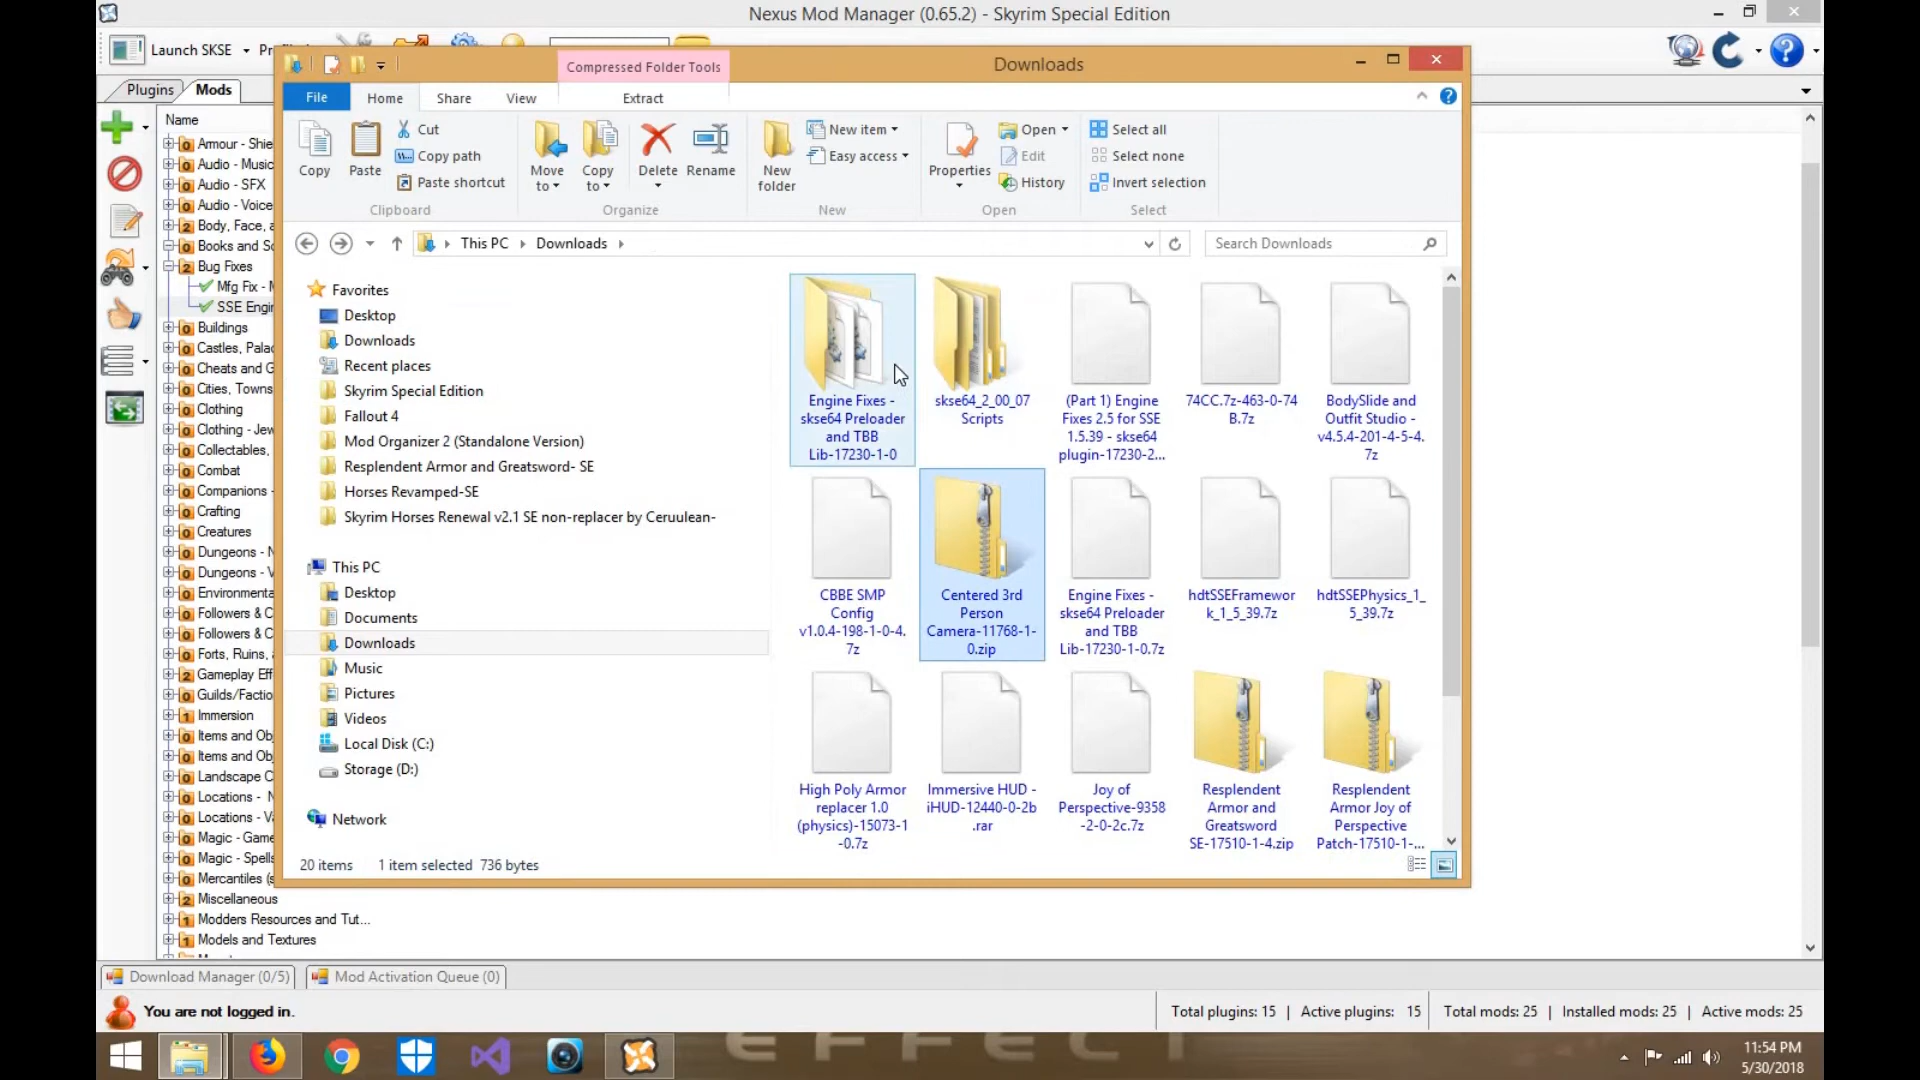 Nexus Mod Manager (0.65.2) - Skyrim Special Edition
Launch SKSE
Compressed Folder Tools
Downloads
File
Home
Share
View
Extract
Plugins
Mods
Copy
Paste
Cut
Copy path
Paste shortcut
Move to
Copy to
Delete
Rename
New folder
New item
Easy access
Properties
Open
Edit
History
Select all
Select none
Invert selection
Clipboard
Organize
New
Open
Select
This PC
Downloads
Search Downloads
Name
Armour - Shie
Audio - Music
Audio - SFX
Audio - Voice
Body, Face, a
Books and Sc
Bug Fixes
Mfg Fix -
SSE Engi
Buildings
Castles, Palac
Cheats and G
Cities, Towns
Clothing
Clothing - Jew
Collectables,
Combat
Companions -
Crafting
Creatures
Dungeons -
Dungeons - V
Environmenta
Followers & C
Followers & C
Forts, Ruins,
Gameplay Eff
Guilds/Factio
Immersion
Items and Obj
Items and Obj
Landscape C
Locations -
Locations - Va
Magic - Game
Magic - Spells
Mercantiles (s
Miscellaneous
Modders Resources and Tut...
Models and Textures
Favorites
Desktop
Downloads
Recent places
Skyrim Special Edition
Fallout 4
Mod Organizer 2 (Standalone Version)
Resplendent Armor and Greatsword- SE
Horses Revamped-SE
Skyrim Horses Renewal v2.1 SE non-replacer by Ceruulean-
This PC
Desktop
Documents
Downloads
Music
Pictures
Videos
Local Disk (C:)
Storage (D:)
Network
Engine Fixes -
skse64 Preloader
and TBB
Lib-17230-1-0
skse64_2_00_07
Scripts
(Part 1) Engine
Fixes 2.5 for SSE
1.5.39 - skse64
plugin-17230-2...
74CC.7z-463-0-74
B.7z
BodySlide and
Outfit Studio -
v4.5.4-201-4-5-4.
7z
CBBE SMP
Config
v1.0.4-198-1-0-4.
7z
Centered 3rd
Person
Camera-11768-1-
0.zip
Engine Fixes -
skse64 Preloader
and TBB
Lib-17230-1-0.7z
hdtSSEFramewor
k_1_5_39.7z
hdtSSEPhysics_1_
5_39.7z
High Poly Armor
replacer 1.0
(physics)-15073-1
-0.7z
Immersive HUD -
iHUD-12440-0-2b
.rar
Joy of
Perspective-9358
-2-0-2c.7z
Resplendent
Armor and
Greatsword
SE-17510-1-4.zip
Resplendent
Armor Joy of
Perspective
Patch-17510-1-...
20 items
1 item selected 736 bytes
Download Manager (0/5)
Mod Activation Queue (0)
You are not logged in.
Total plugins: 15 | Active plugins: 15
Total mods: 25 | Installed mods: 25 | Active mods: 25
EFFECT
11:54 PM
5/30/2018